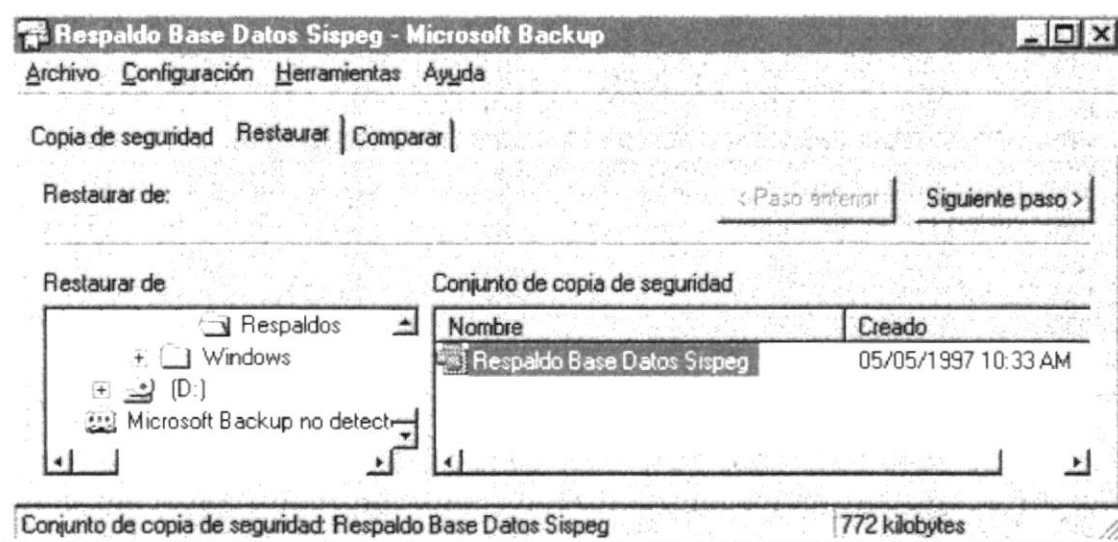 Respaldo Base Datos Sispeg - Microsoft Backup
Archivo Configuración Herramientas Ayuda
Copia de seguridad Restaurar Comparar
Restaurar de:
< Paso anterior Siguiente paso >
Restaurar de
Conjunto de copia de seguridad
Respaldos
Windows
(D:)
Microsoft Backup no detect
Nombre Creado
Respaldo Base Datos Sispeg 05/05/1997 10:33 AM
Conjunto de copia de seguridad: Respaldo Base Datos Sispeg 772 kilobytes